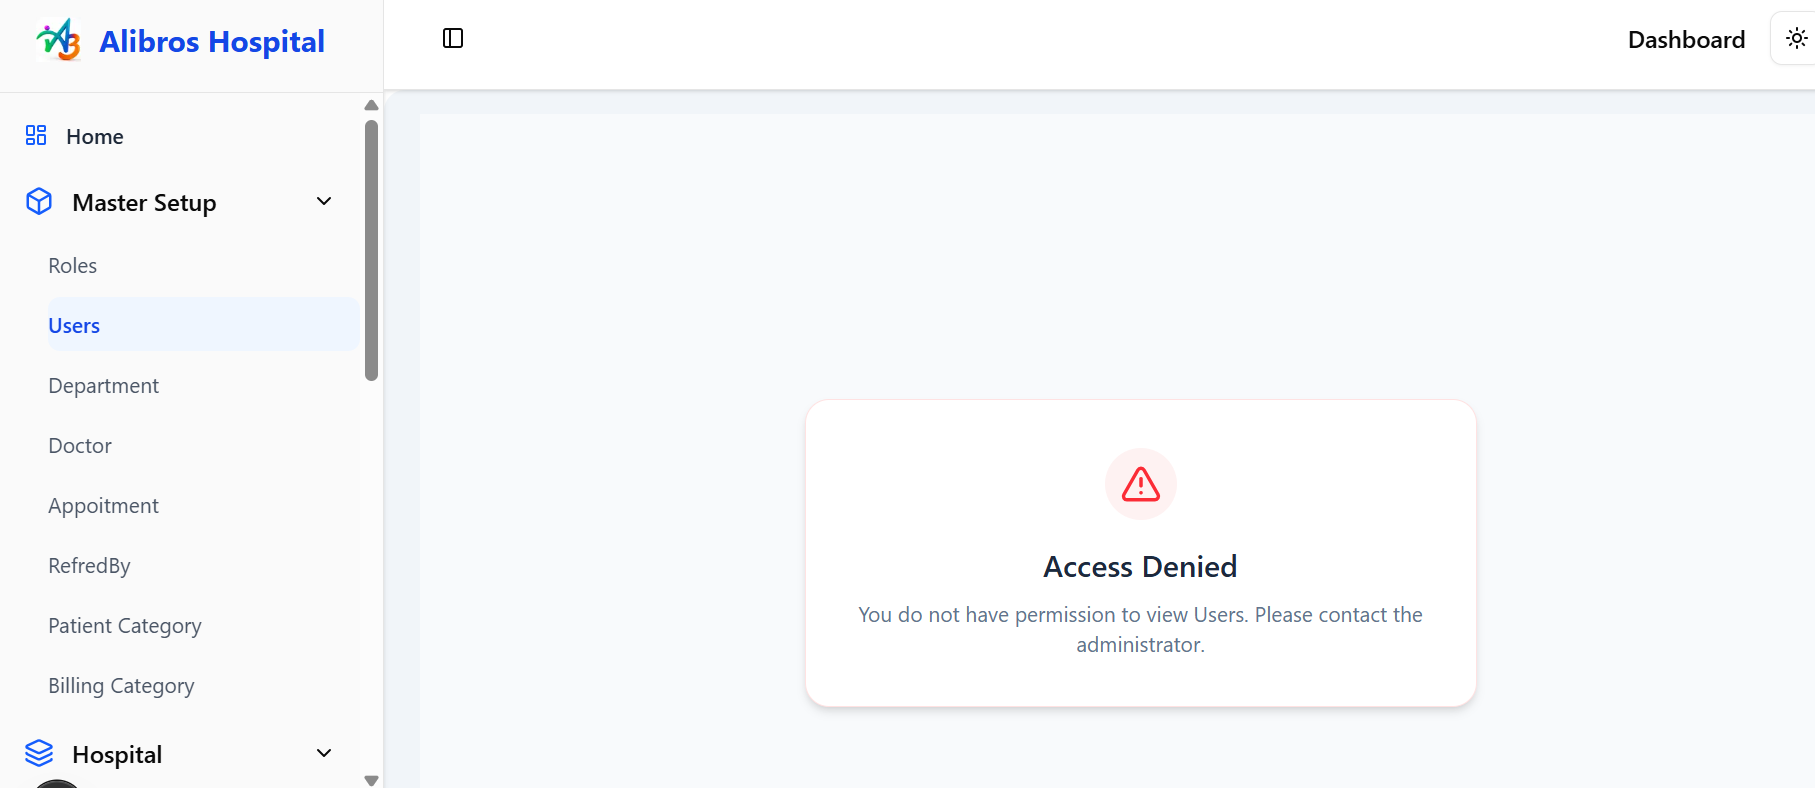 Alibros Hospital
Dashboard
Home
Master Setup
Roles
Users
Department
Doctor
Appoitment
RefredBy
Patient Category
Billing Category
Hospital
Access Denied
You do not have permission to view Users. Please contact the
administrator.